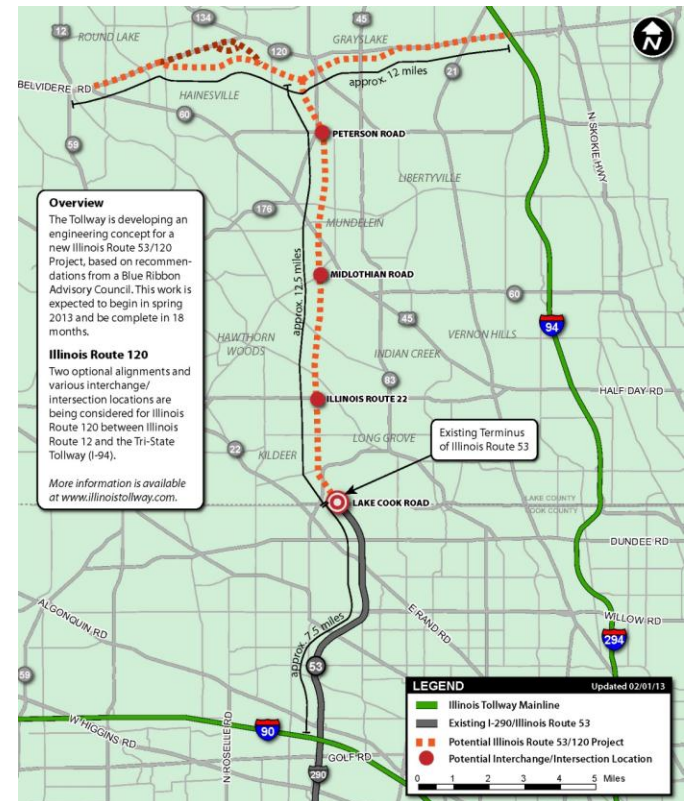 134
45
12
ROUND LAKE
GRAYSLAKE
120
N
BELVIDERE RD
HAINESVILLE
approx. 12 miles
21
60
59
PETERSON ROAD
N SKOKIE HWY
LIBERTYVILLE
176
MUNDELEIN
Overview
The Tollway is developing an
engineering concept for a
new Illinois Route 53/120
Project, based on recommen-
dations from a Blue Ribbon
Advisory Council. This work is
expected to begin in spring
2013 and be complete in 18
months.
Illinois Route 120
Two optional alignments and
various interchange/
intersection locations are
being considered for Illinois
Route 120 between Illinois
Route 12 and the Tri-State
Tollway (I-94).
More information is available
at www.illinoistollway.com.
approx. 12.5 miles
MIDLOTHIAN ROAD
60
45
94
HAWTHORN
WOODS
VERNON HILLS
INDIAN CREEK
83
HALF DAY RD
ILLINOIS ROUTE 22
22
KILDEER
LONG GROVE
Existing Terminus
of Illinois Route 53
LAKE COOK ROAD
LAKE COUNTY
COOK COUNTY
DUNDEE RD
ALGONQUIN RD
E RAND RD
WILLOW RD
approx. 7.5 miles
294
59
53
W HIGGINS RD
N ROSELLE RD
90
GOLF RD
290
LEGEND
Updated 02/01/13
Illinois Tollway Mainline
Existing I-290/Illinois Route 53
Potential Illinois Route 53/120 Project
Potential Interchange/Intersection Location
0 1 2 3 4 5 Miles